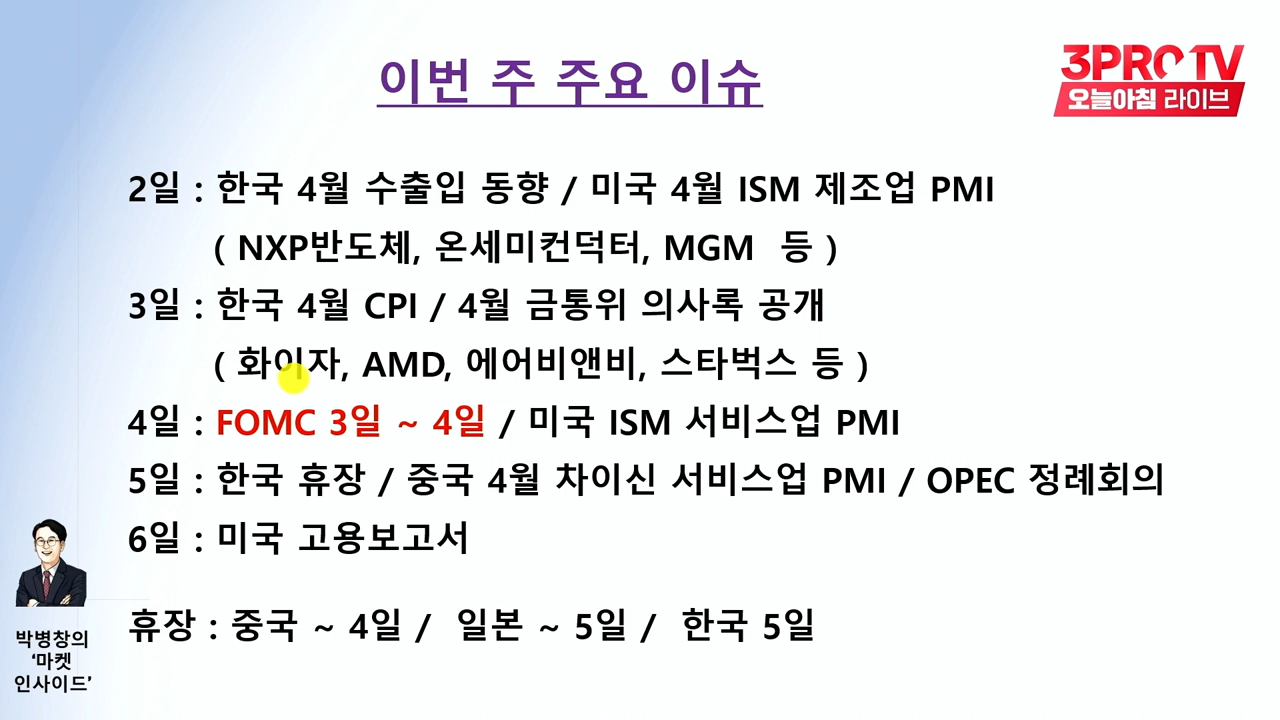 이번 주 주요 이슈
3PRO TV
오늘아침 라이브
2일 : 한국 4월 수출입 동향 / 미국 4월 ISM 제조업 PMI
( NXP반도체, 온세미컨덕터, MGM 등 )
3일 : 한국 4월 CPI / 4월 금통위 의사록 공개
( 화이자, AMD, 에어비앤비, 스타벅스 등 )
4일 : FOMC 3일 ~ 4일 / 미국 ISM 서비스업 PMI
5일 : 한국 휴장 / 중국 4월 차이신 서비스업 PMI / OPEC 정례회의
6일 : 미국 고용보고서
휴장 : 중국 ~ 4일 / 일본 ~ 5일 / 한국 5일
박병창의
‘마켓
인사이드’